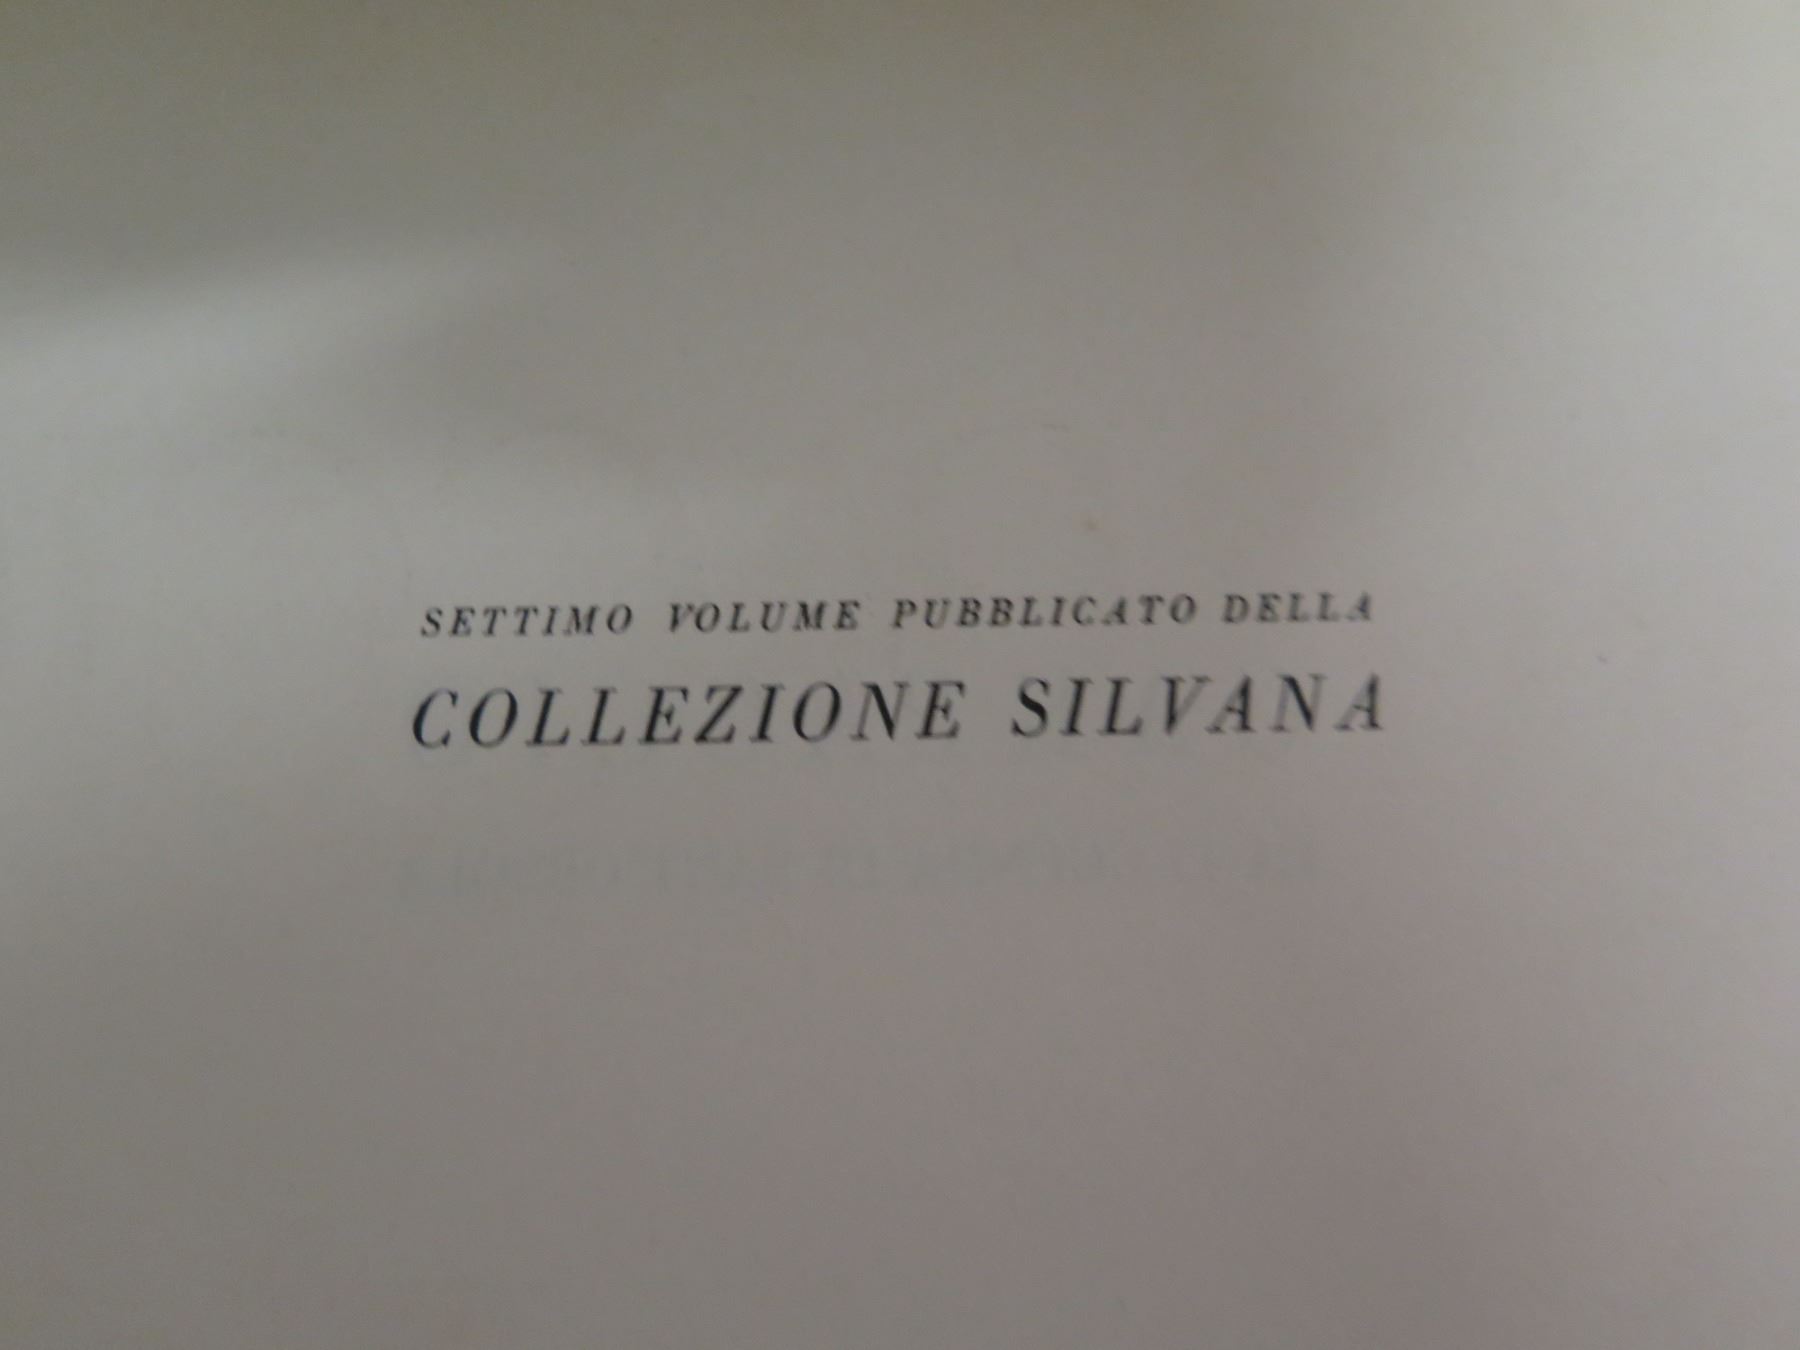 SETTIMO VOLUME PUBBLICATO DELLA
COLLEZIONE SILVANA